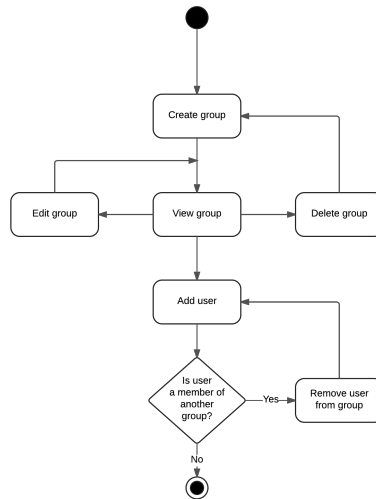 Create group
Edit group
View group
Delete group
Add user
Is user
a member of
another
group?
Yes
Remove user
from group
No